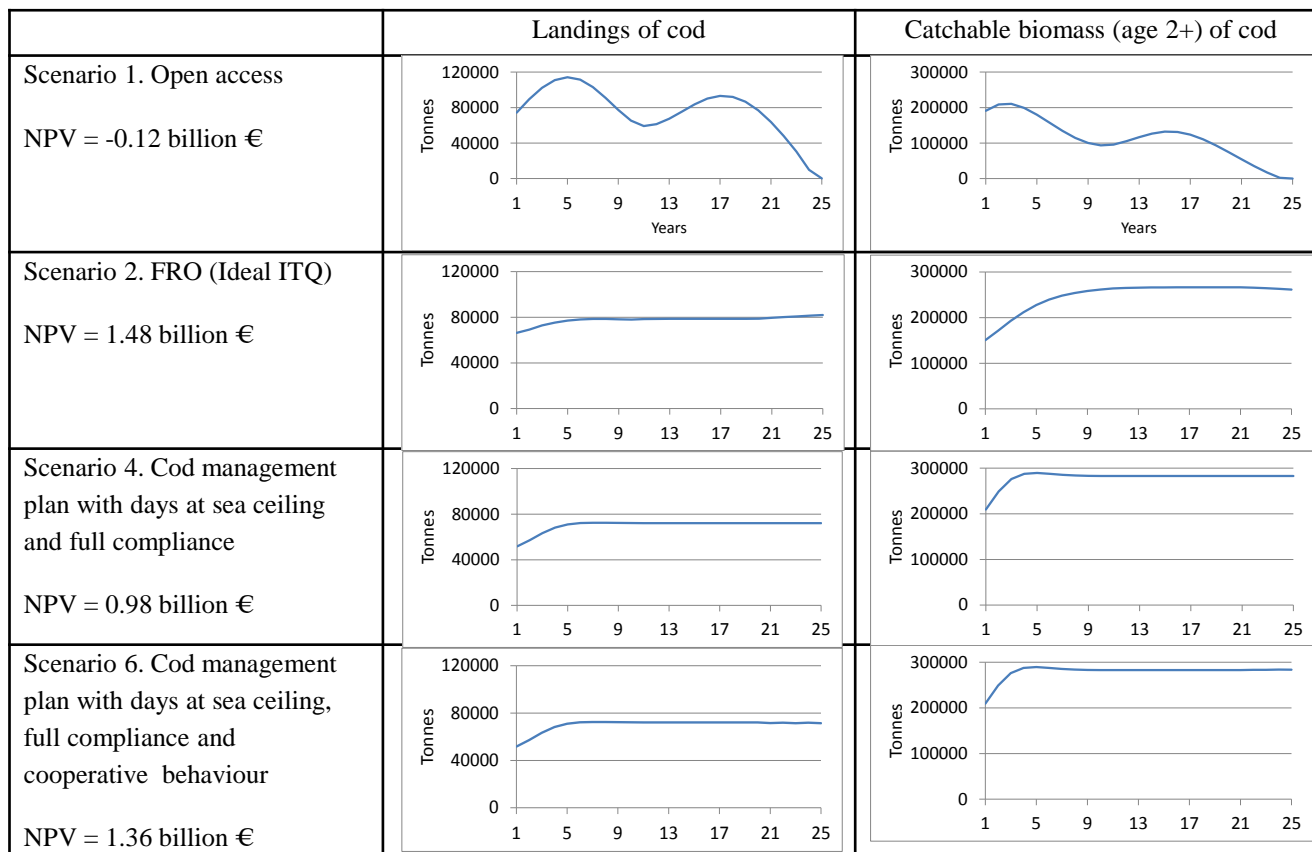 Landings of cod
Catchable biomass (age 2+) of cod
Scenario 1. Open access
NPV = -0.12 billion €
120000
80000
40000
0
Tonnes
1 5 9 13 17 21 25
Years
300000
200000
100000
0
Tonnes
1 5 9 13 17 21 25
Years
Scenario 2. FRO (Ideal ITQ)
NPV = 1.48 billion €
120000
80000
40000
0
Tonnes
1 5 9 13 17 21 25
300000
200000
100000
0
Tonnes
1 5 9 13 17 21 25
Scenario 4. Cod management
plan with days at sea ceiling
and full compliance
NPV = 0.98 billion €
120000
80000
40000
0
Tonnes
1 5 9 13 17 21 25
300000
200000
100000
0
Tonnes
1 5 9 13 17 21 25
Scenario 6. Cod management
plan with days at sea ceiling,
full compliance and
cooperative behaviour
NPV = 1.36 billion €
120000
80000
40000
0
Tonnes
1 5 9 13 17 21 25
300000
200000
100000
0
Tonnes
1 5 9 13 17 21 25